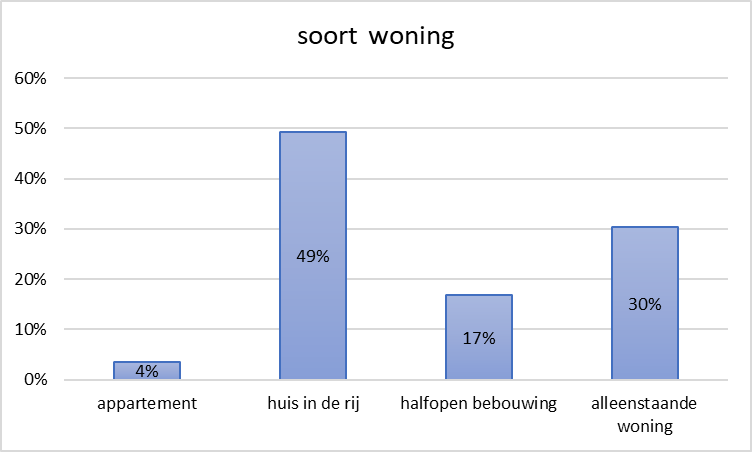 soort woning
60%
50%
40%
30%
20%
10%
0%
4%
49%
17%
30%
appartement
huis in de rij
halfopen bebouwing
alleenstaande
woning